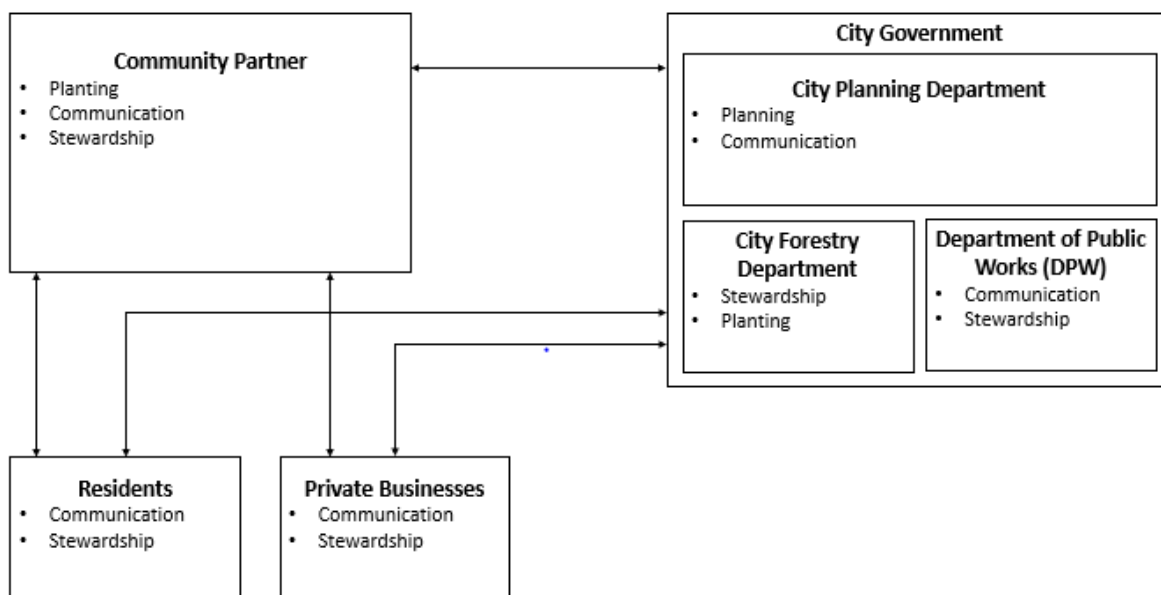 Community Partner
• Planting
• Communication
• Stewardship
City Government
City Planning Department
• Planning
• Communication
City Forestry
Department
• Stewardship
• Planting
Department of Public
Works (DPW)
• Communication
• Stewardship
Residents
• Communication
• Stewardship
Private Businesses
• Communication
• Stewardship